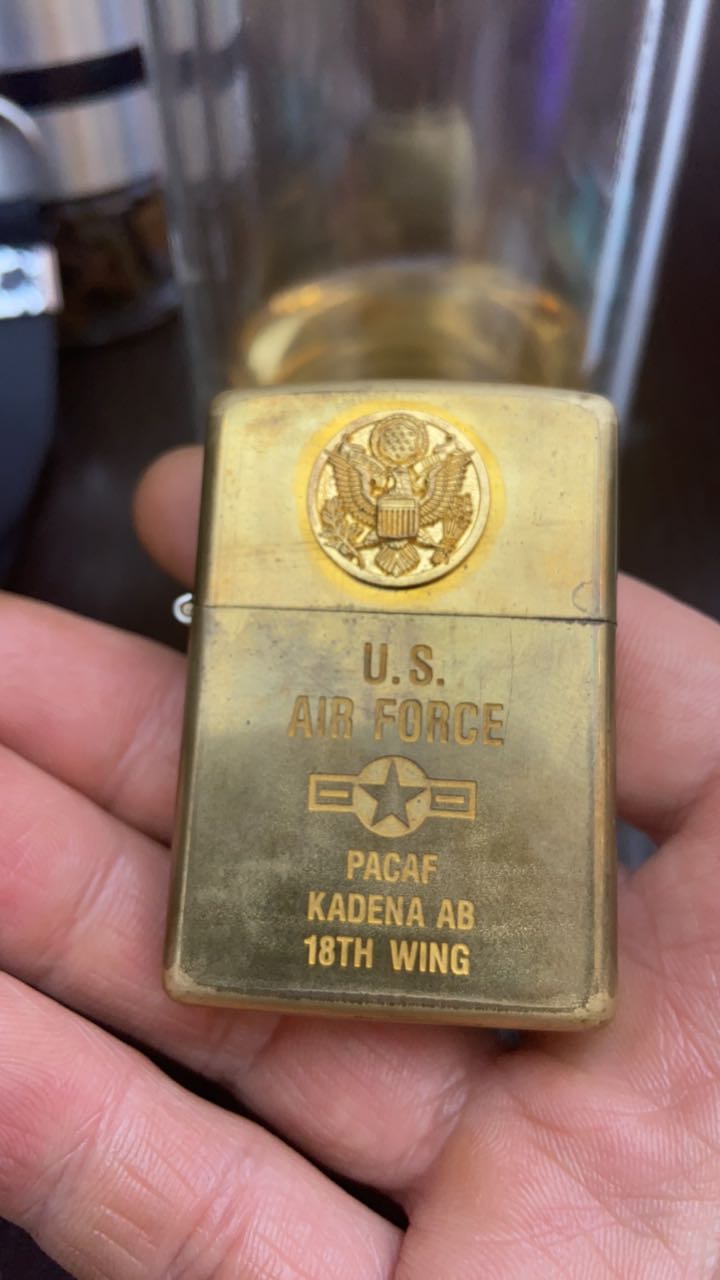 U.S.
AIR FORCE
PACAF
KADENA AB
18TH WING